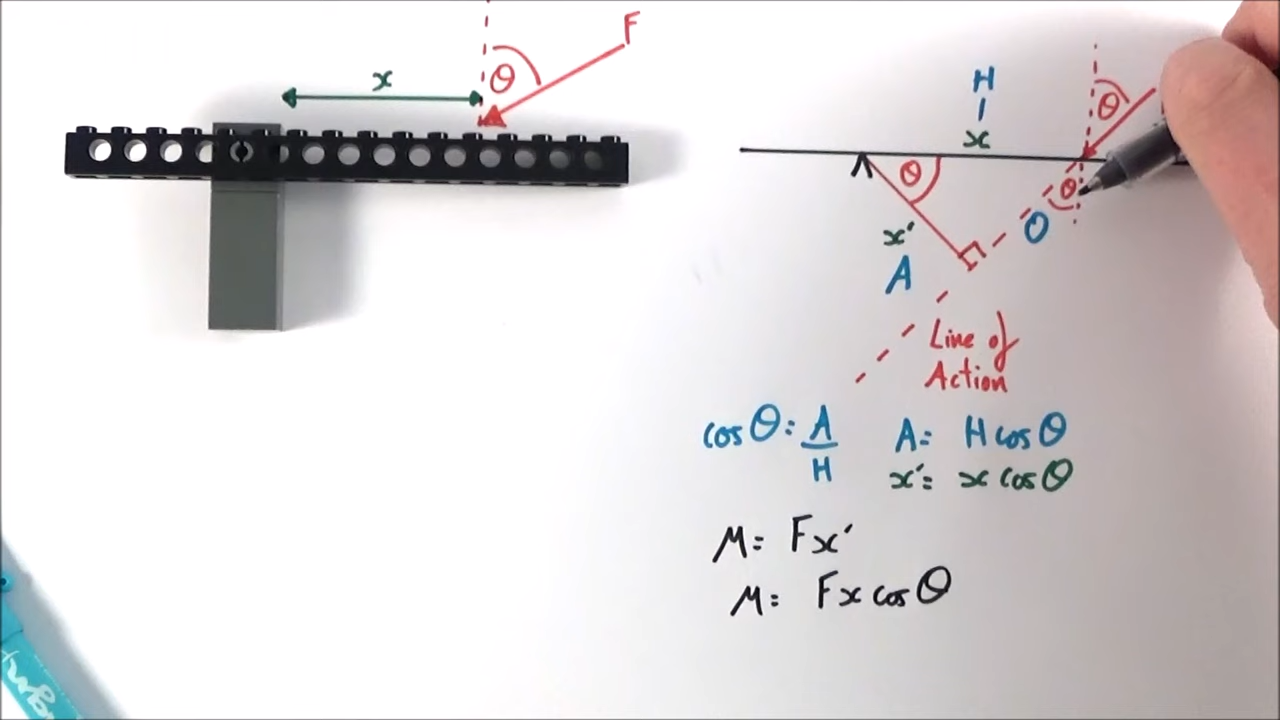 F
θ
x
H
x
θ
θ
θ
x'
A
O
Line of
Action
cos θ = A/H
A = H cos θ
x' = x cos θ
M = Fx'
M = Fx cos θ